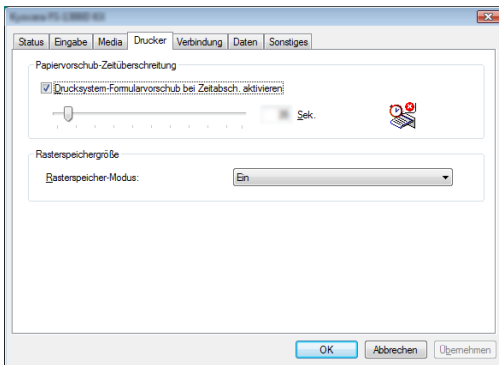 Status Eingabe Media Drucker Verbindung Daten Sonstiges
Papiervorschub-Zeitüberschreitung
Drucksystem-Formularvorschub bei Zeitabsch. aktivieren
Sek.
Rasterspeichergröße
Rasterspeicher-Modus: Ein
OK Abbrechen Übernehmen